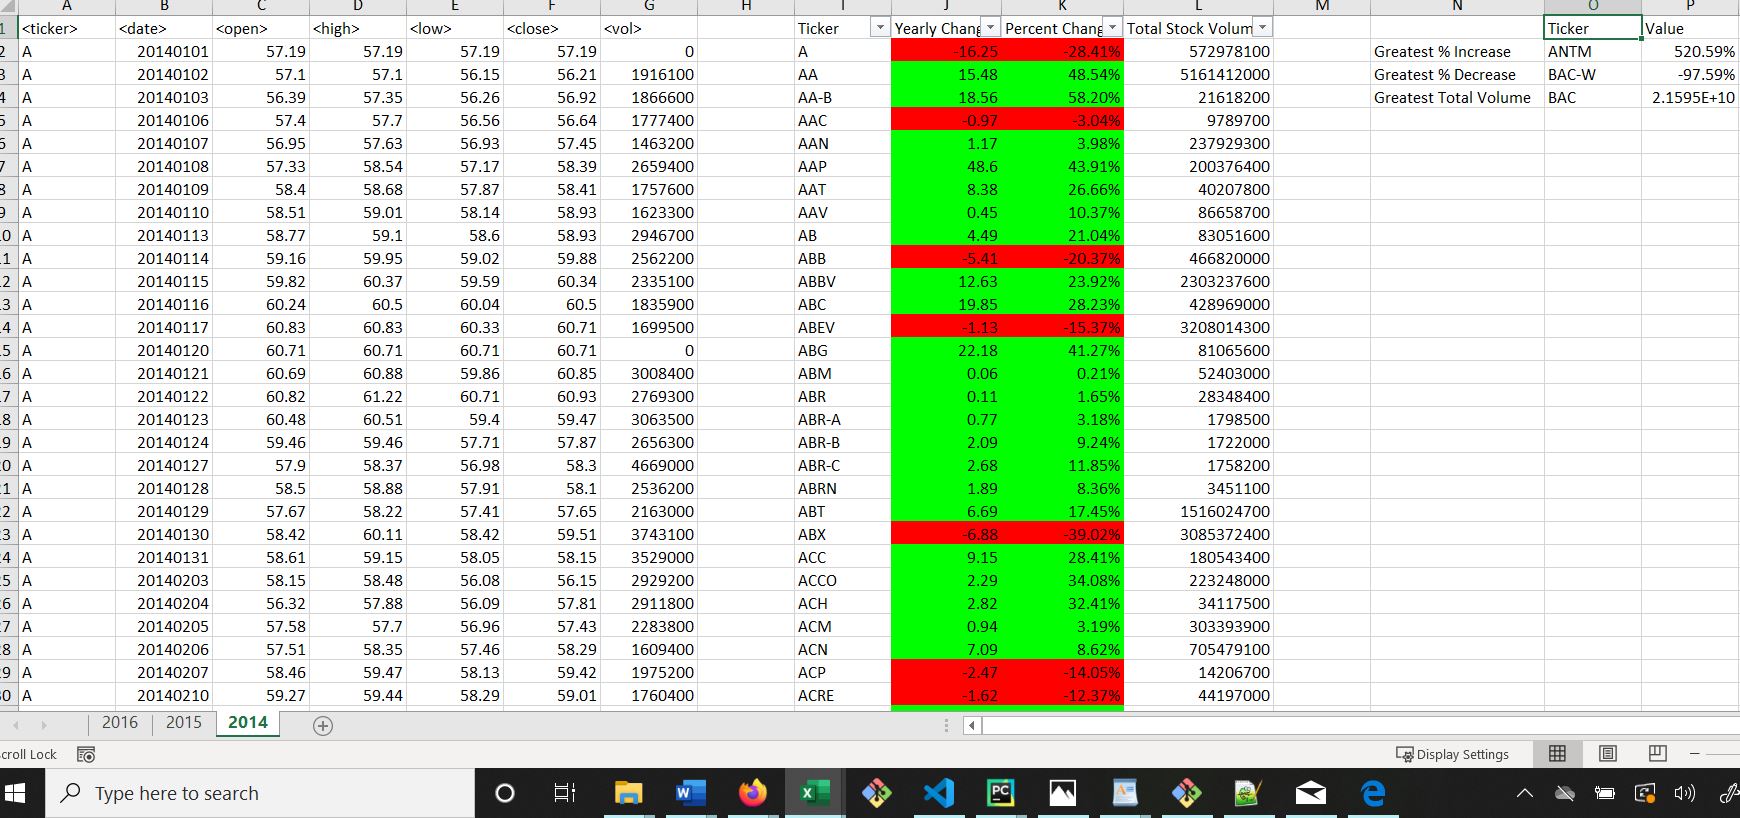 A B C D E F G H I J K L M N O P
1 <ticker> <date> <open> <high> <low> <close> <vol> Ticker Yearly Chang Percent Chang Total Stock Volum Ticker Value
2 A 20140101 57.19 57.19 57.19 57.19 0 A -16.25 -28.41% 572978100 Greatest % Increase ANTM 520.59%
3 A 20140102 57.1 57.1 56.15 56.21 1916100 AA 15.48 48.54% 5161412000 Greatest % Decrease BAC-W -97.59%
4 A 20140103 56.39 57.35 56.26 56.92 1866600 AA-B 18.56 58.20% 21618200 Greatest Total Volume BAC 2.1595E+10
5 A 20140106 57.4 57.7 56.56 56.64 1777400 AAC -0.97 -3.04% 9789700
6 A 20140107 56.95 57.63 56.93 57.45 1463200 AAN 1.17 3.98% 237929300
7 A 20140108 57.33 58.54 57.17 58.39 2659400 AAP 48.6 43.91% 200376400
8 A 20140109 58.4 58.68 57.87 58.41 1757600 AAT 8.38 26.66% 40207800
9 A 20140110 58.51 59.01 58.14 58.93 1623300 AAV 0.45 10.37% 86658700
0 A 20140113 58.77 59.1 58.6 58.93 2946700 AB 4.49 21.04% 83051600
1 A 20140114 59.16 59.95 59.02 59.88 2562200 ABB -5.41 -20.37% 466820000
2 A 20140115 59.82 60.37 59.59 60.34 2335100 ABBV 12.63 23.92% 2303237600
3 A 20140116 60.24 60.5 60.04 60.5 1835900 ABC 19.85 28.23% 428969000
4 A 20140117 60.83 60.83 60.33 60.71 1699500 ABEV -1.13 -15.37% 3208014300
5 A 20140120 60.71 60.71 60.71 60.71 0 ABG 22.18 41.27% 81065600
6 A 20140121 60.69 60.88 59.86 60.85 3008400 ABM 0.06 0.21% 52403000
7 A 20140122 60.82 61.22 60.71 60.93 2769300 ABR 0.11 1.65% 28348400
8 A 20140123 60.48 60.51 59.4 59.47 3063500 ABR-A 0.77 3.18% 1798500
9 A 20140124 59.46 59.46 57.71 57.87 2656300 ABR-B 2.09 9.24% 1722000
0 A 20140127 57.9 58.37 56.98 58.3 4669000 ABR-C 2.68 11.85% 1758200
1 A 20140128 58.5 58.88 57.91 58.1 2536200 ABRN 1.89 8.36% 3451100
2 A 20140129 57.67 58.22 57.41 57.65 2163000 ABT 6.69 17.45% 1516024700
3 A 20140130 58.42 60.11 58.42 59.51 3743100 ABX -6.88 -39.02% 3085372400
4 A 20140131 58.61 59.15 58.05 58.15 3529000 ACC 9.15 28.41% 180543400
5 A 20140203 58.15 58.48 56.08 56.15 2929200 ACCO 2.29 34.08% 223248000
6 A 20140204 56.32 57.88 56.09 57.81 2911800 ACH 2.82 32.41% 34117500
7 A 20140205 57.58 57.7 56.96 57.43 2283800 ACM 0.94 3.19% 303393900
8 A 20140206 57.51 58.35 57.46 58.29 1609400 ACN 7.09 8.62% 705479100
9 A 20140207 58.46 59.47 58.13 59.42 1975200 ACP -2.47 -14.05% 14206700
0 A 20140210 59.27 59.44 58.29 59.01 1760400 ACRE -1.62 -12.37% 44197000
2016 2015 2014
croll Lock Display Settings
Type here to search W X PC